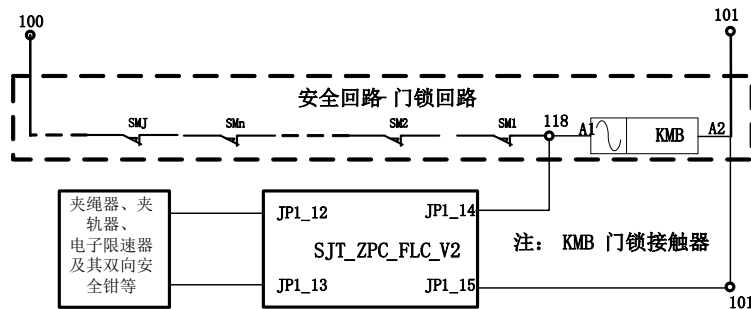 100
101
安全回路-门锁回路
SMJ
SMn
SM2
SM1
118
A1
KMB
A2
夹绳器、夹
轨器、
电子限速器
及其双向安
全钳等
JP1_12
JP1_14
SJT_ZPC_FLC_V2
JP1_13
JP1_15
注： KMB 门锁接触器
101